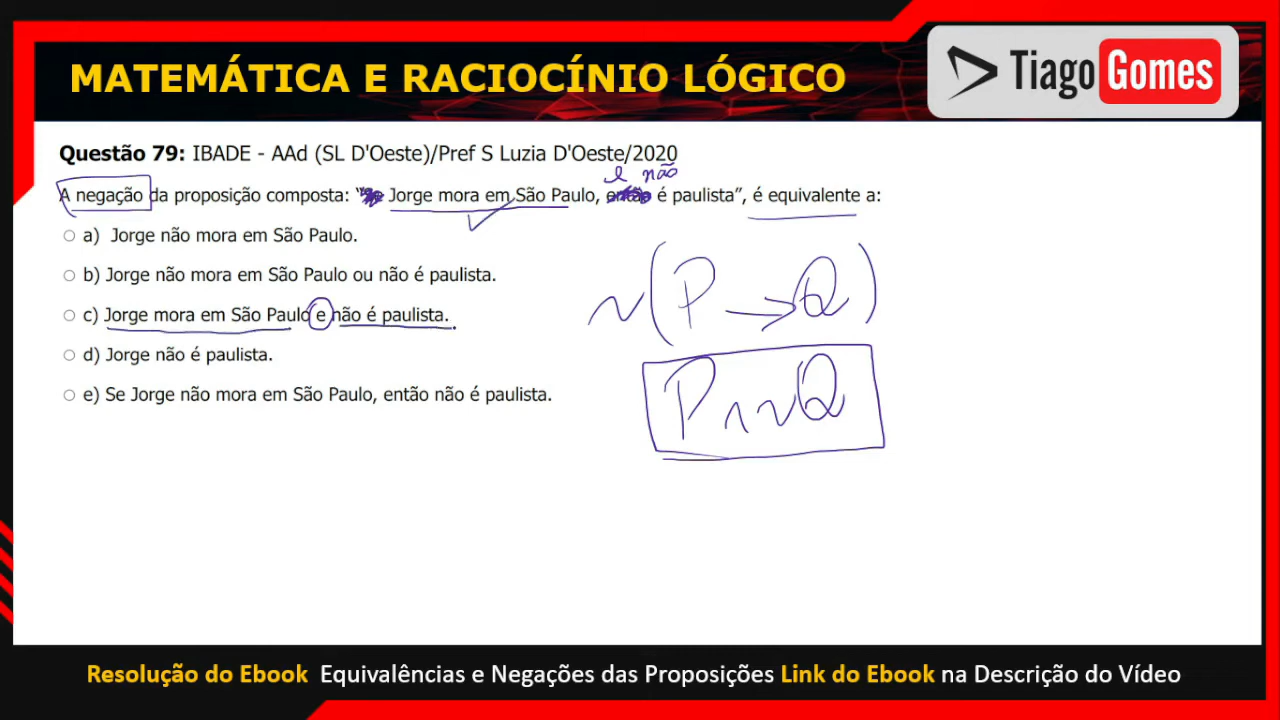 MATEMÁTICA E RACIOCÍNIO LÓGICO
Tiago Gomes
Questão 79: IBADE - AAd (SL D'Oeste)/Pref S Luzia D'Oeste/2020
e não
A negação da proposição composta: "Se Jorge mora em São Paulo, então é paulista", é equivalente a:
a) Jorge não mora em São Paulo.
b) Jorge não mora em São Paulo ou não é paulista.
c) Jorge mora em São Paulo e não é paulista.
d) Jorge não é paulista.
e) Se Jorge não mora em São Paulo, então não é paulista.
~(P → Q)
P ∧ ~Q
Resolução do Ebook Equivalências e Negações das Proposições Link do Ebook na Descrição do Vídeo